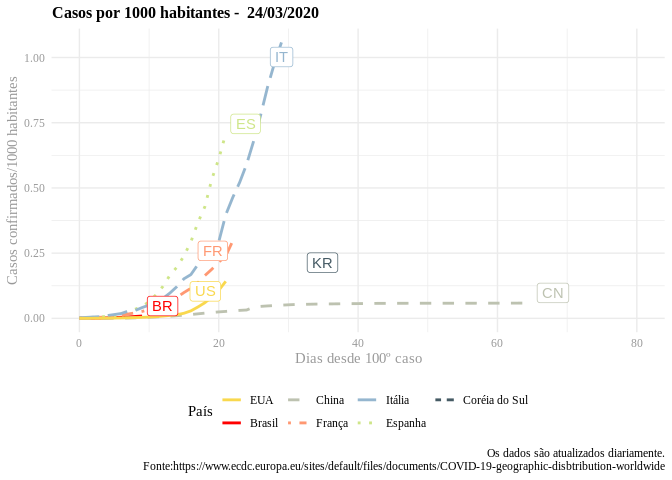 Casos por 1000 habitantes -  24/03/2020
Casos confirmados/1000 habitantes
1.00
0.75
0.50
0.25
0.00
IT
ES
FR
KR
US
BR
CN
0
20
40
60
80
Dias desde 100º caso
País
EUA
China
Itália
Coréia do Sul
Brasil
França
Espanha
Os dados são atualizados diariamente.
Fonte:https://www.ecdc.europa.eu/sites/default/files/documents/COVID-19-geographic-disbtribution-worldwide